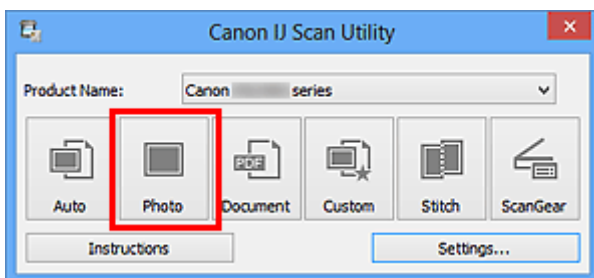 Canon IJ Scan Utility
Product Name: Canon series
PDF
Auto Photo Document Custom Stitch ScanGear
Instructions Settings...